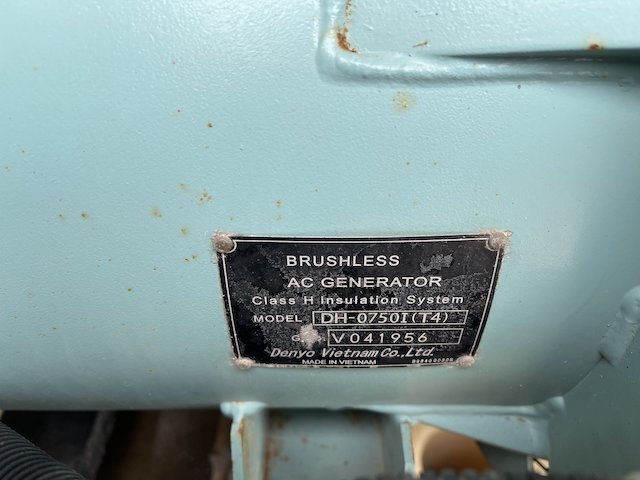 BRUSHLESS
AC GENERATOR
Class H Insulation System
MODEL DH-0750I(T4)
V041956
Denyo Vietnam Co.,Ltd.
MADE IN VIETNAM